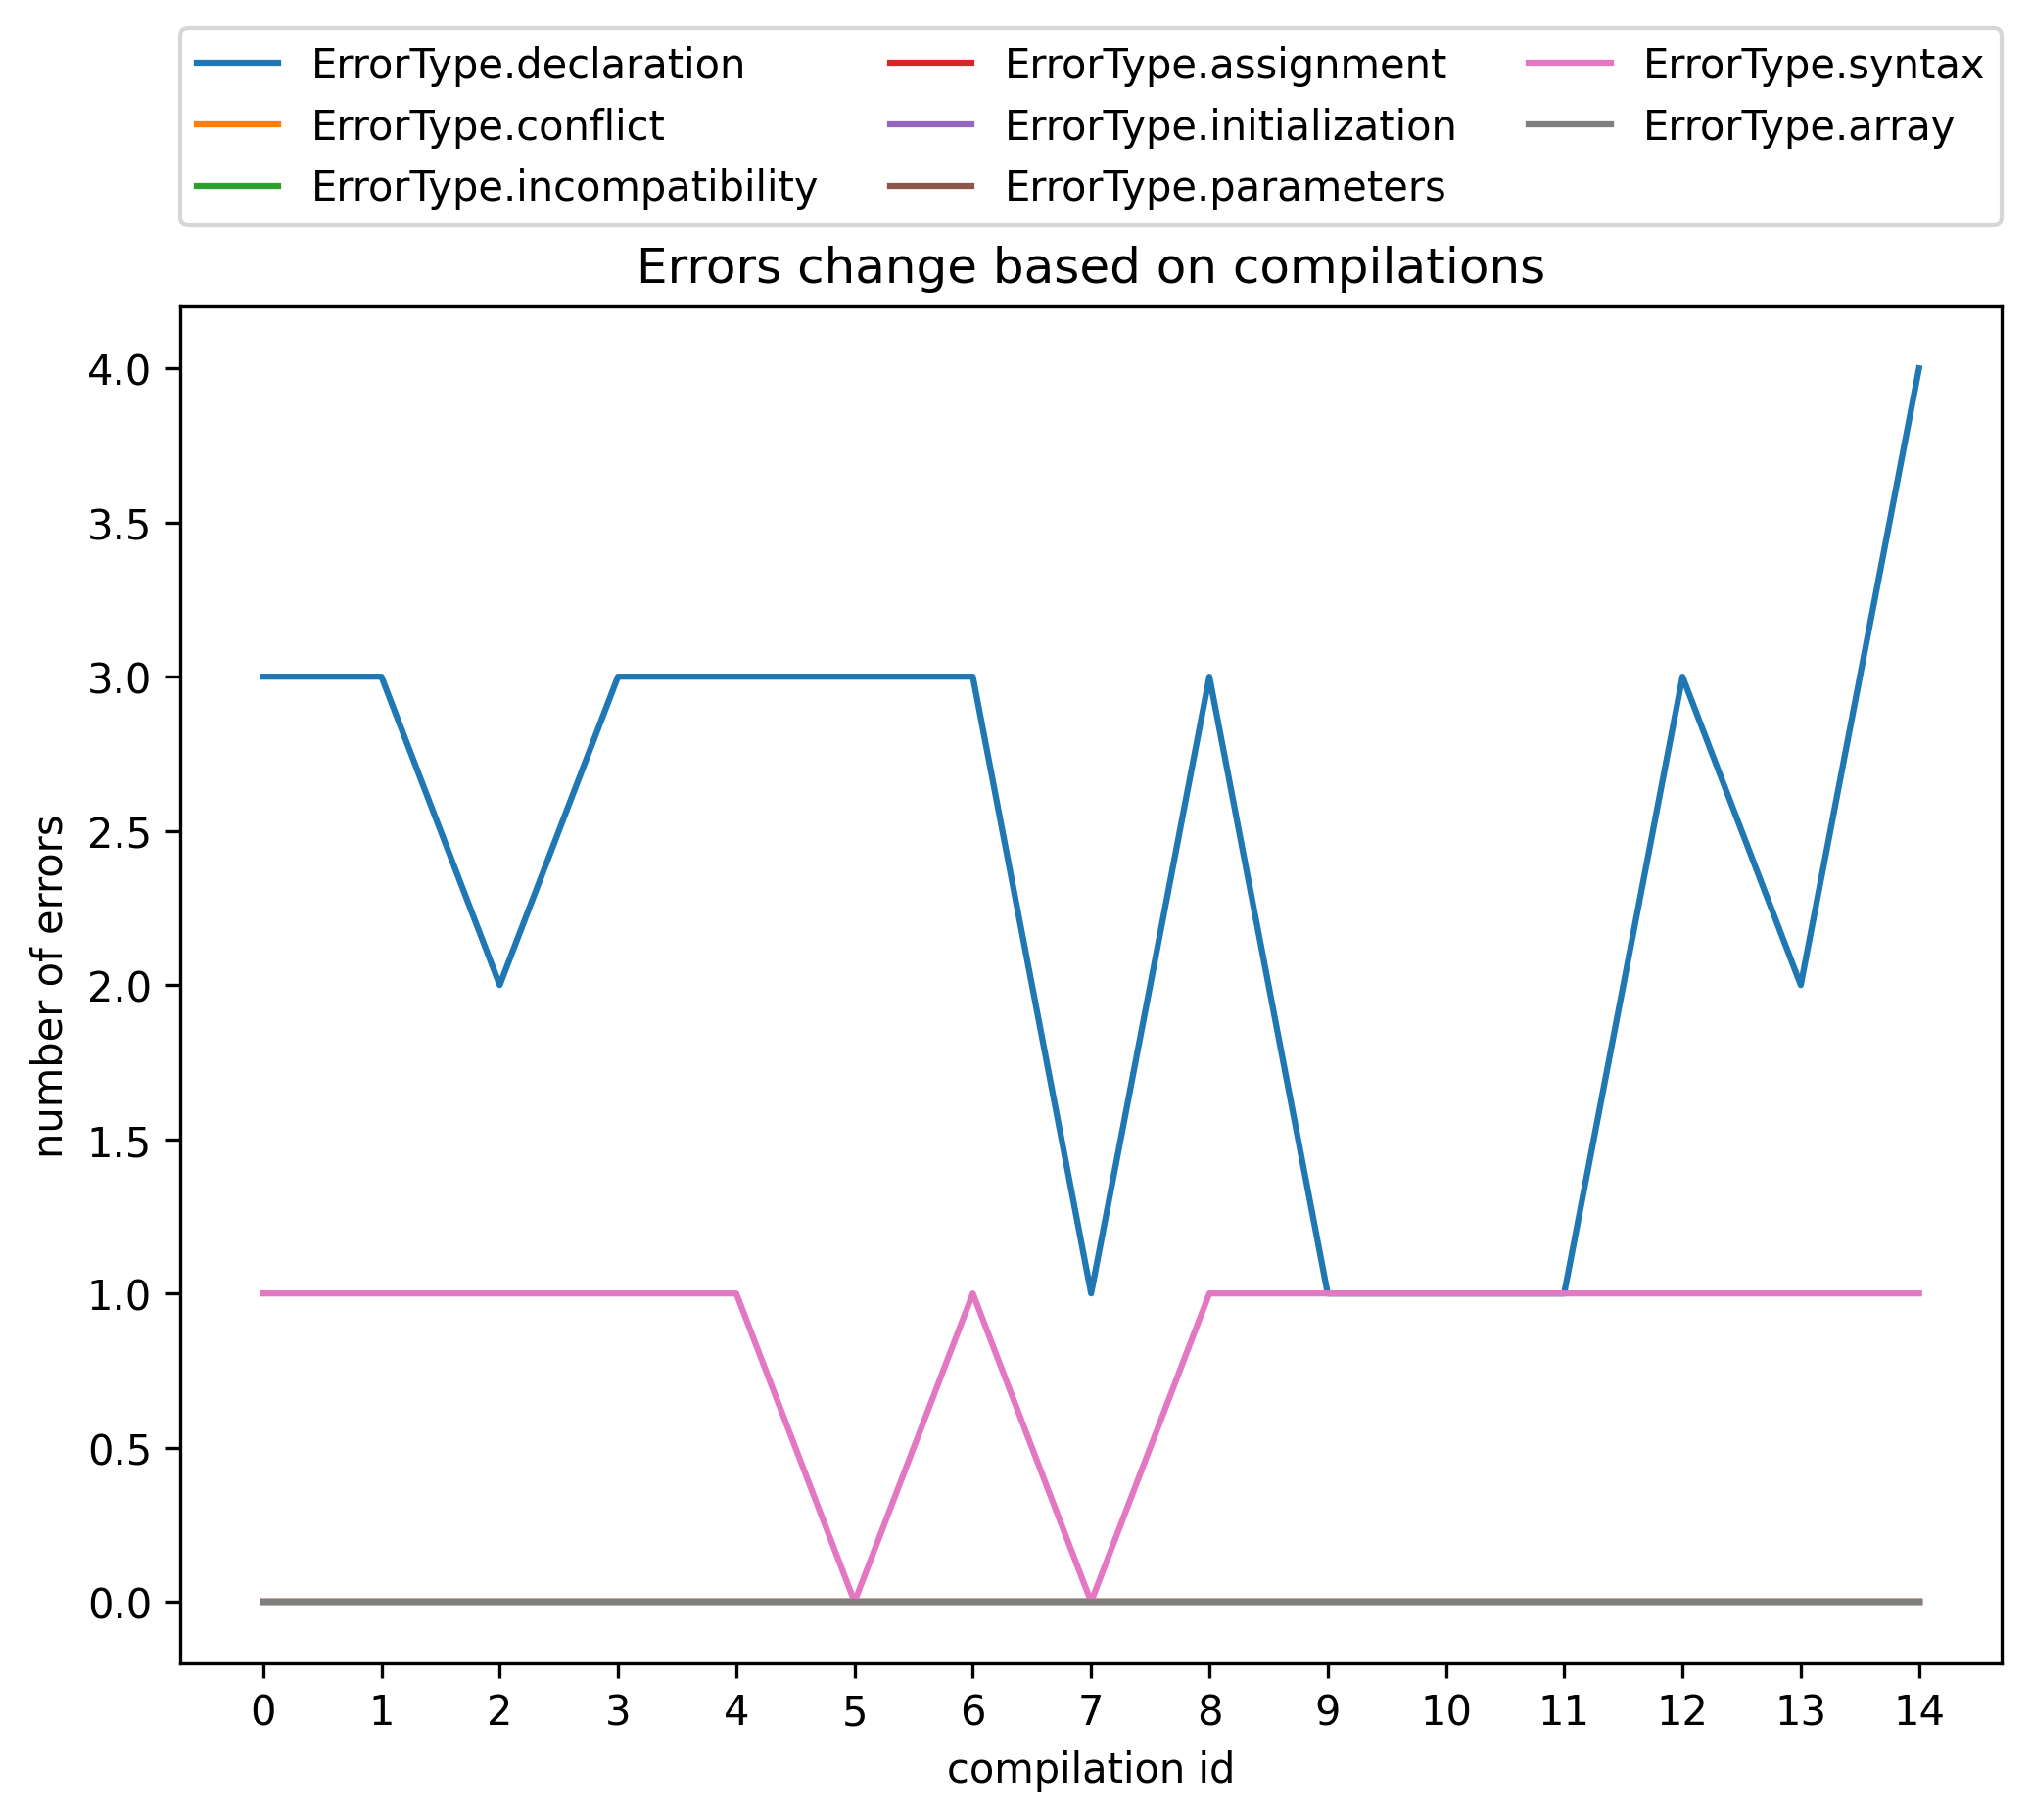 ErrorType.declaration
ErrorType.conflict
ErrorType.incompatibility
ErrorType.assignment
ErrorType.initialization
ErrorType.parameters
ErrorType.syntax
ErrorType.array
Errors change based on compilations
4.0
3.5
3.0
2.5
2.0
1.5
1.0
0.5
0.0
number of errors
0 1 2 3 4 5 6 7 8 9 10 11 12 13 14
compilation id